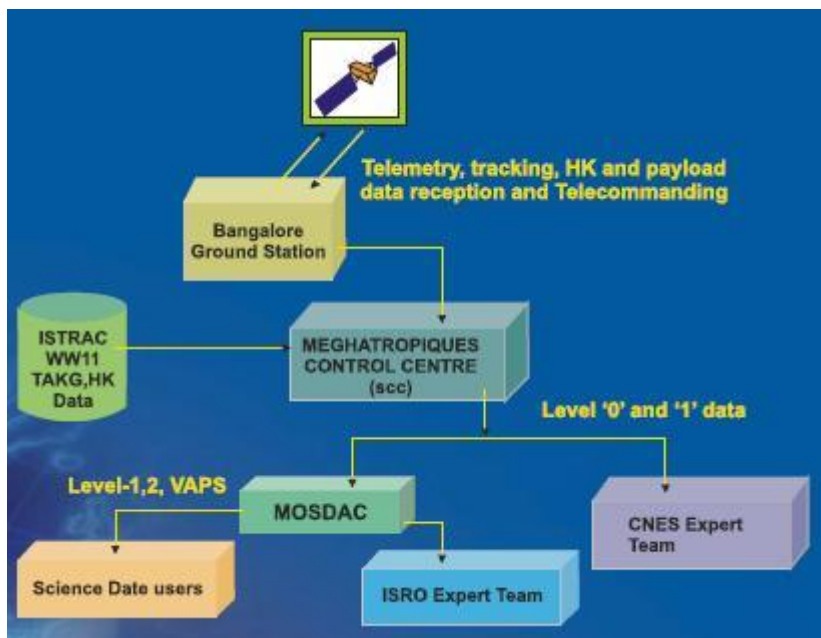 Telemetry, tracking, HK and payload
data reception and Telecommanding
Bangalore
Ground Station
ISTRAC
WW11
TAKG,HK
Data
MEGHATROPIQUES
CONTROL CENTRE
(scc)
Level ‘0’ and ‘1’ data
Level-1,2, VAPS
MOSDAC
CNES Expert
Team
Science Date users
ISRO Expert Team